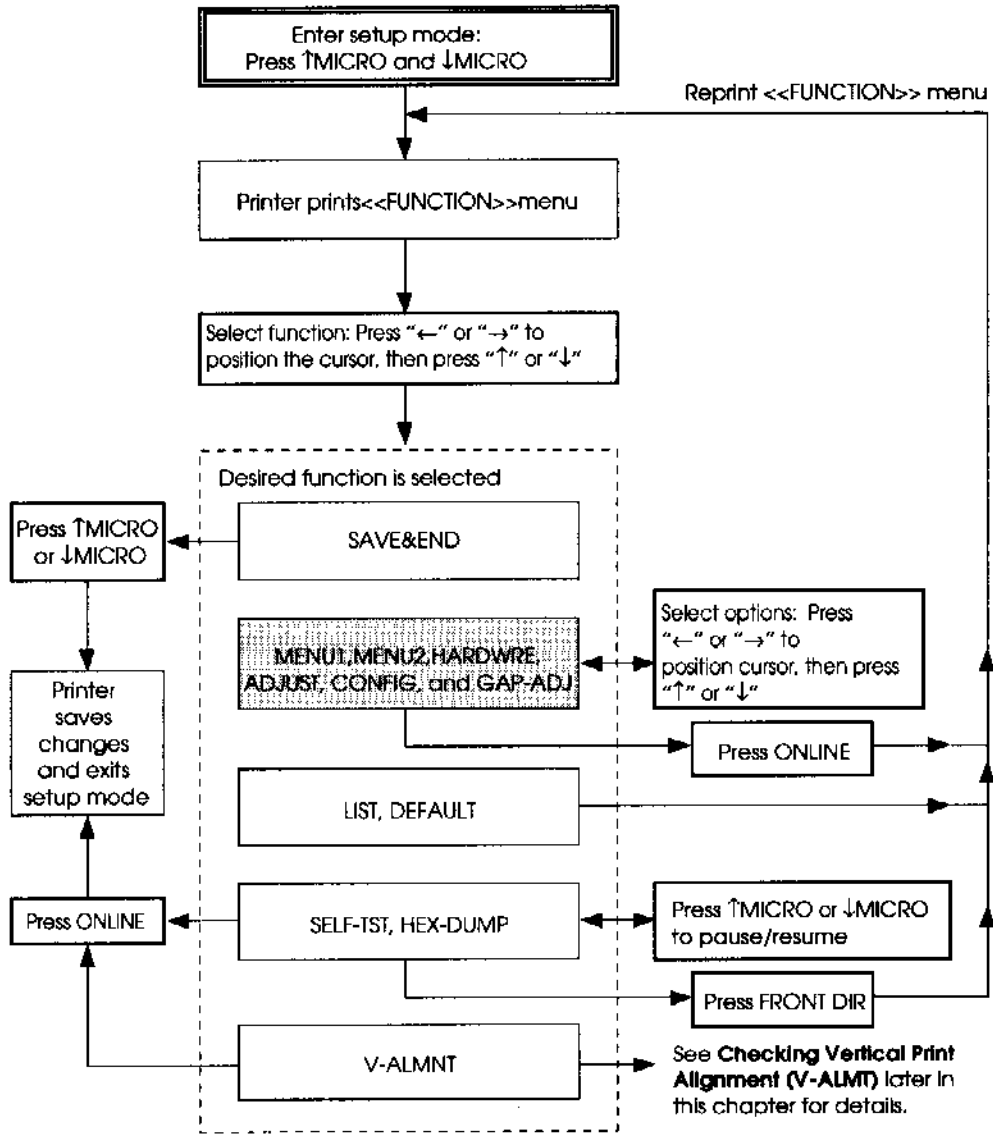 Enter setup mode:
Press ↑MICRO and ↓MICRO
Reprint <<FUNCTION>> menu
Printer prints<<FUNCTION>>menu
Select function: Press "←" or "→" to
position the cursor, then press "↑" or "↓"
Desired function is selected
Press ↑MICRO
or ↓MICRO
SAVE&END
Select options: Press
"←" or "→" to
position cursor, then press
"↑" or "↓"
MENU1,MENU2,HARDWRE,
ADJUST, CONFIG, and GAP-ADJ
Printer
saves
changes
and exits
setup mode
Press ONLINE
LIST, DEFAULT
Press ONLINE
SELF-TST, HEX-DUMP
Press ↑MICRO or ↓MICRO
to pause/resume
Press FRONT DIR
V-ALMNT
See Checking Vertical Print
Alignment (V-ALMT) later in
this chapter for details.